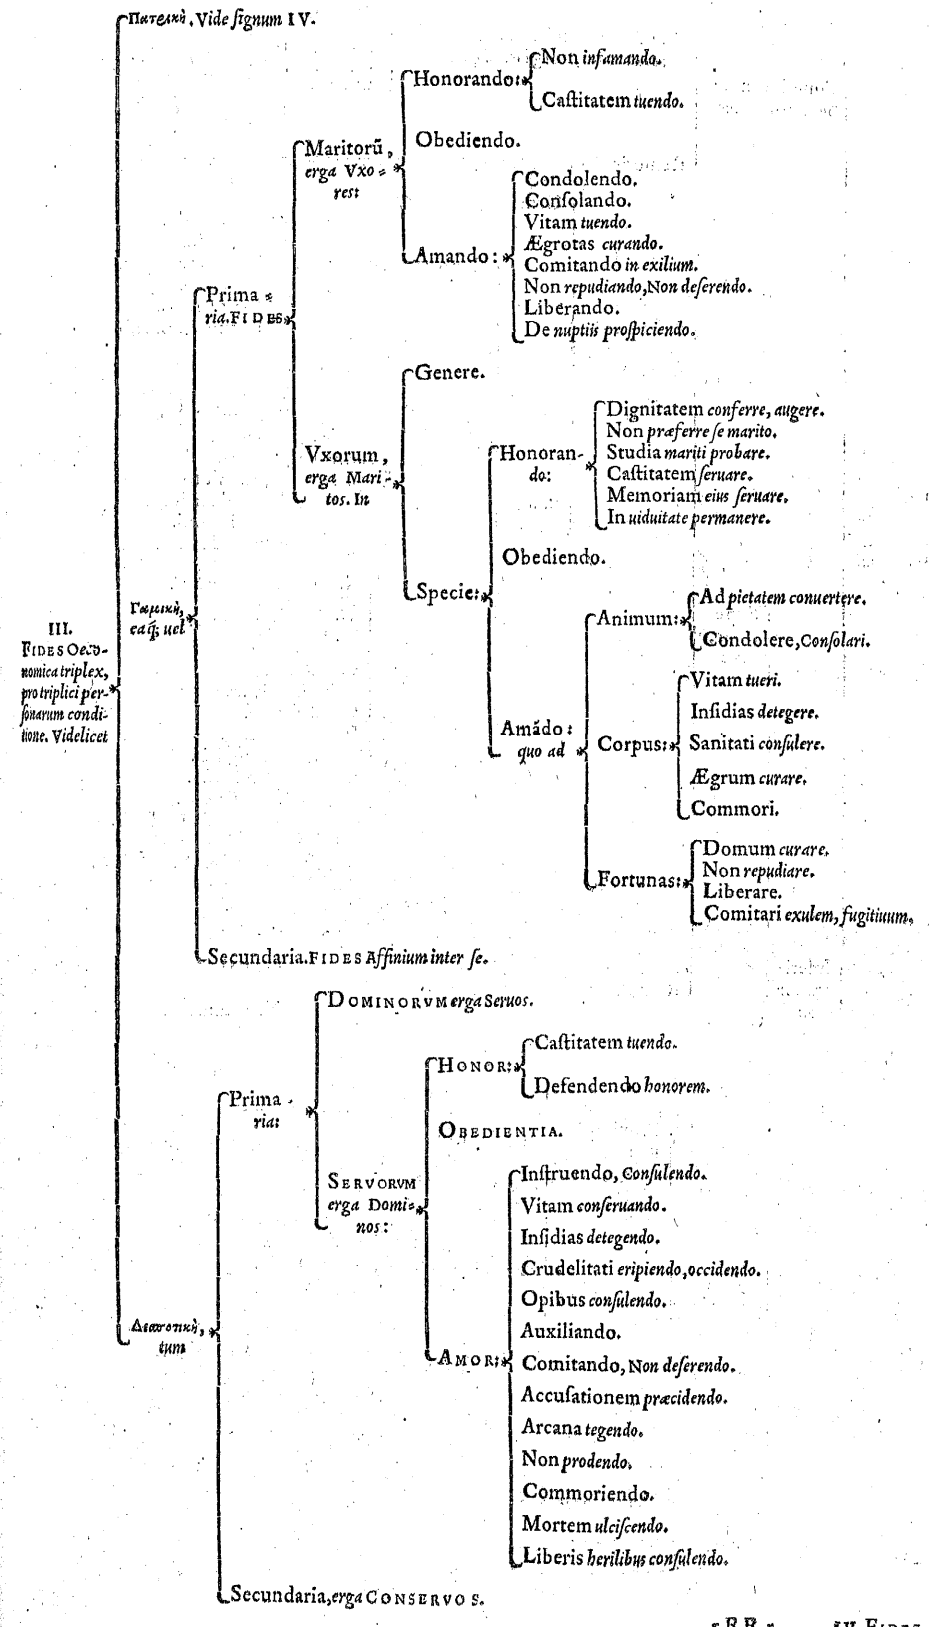 Πατρικὴ. Vide ſignum IV.
Non infamando.
Honorando:
Caſtitatem tuendo.
Maritorū,
erga Vxo-
res:
Obediendo.
Condolendo.
Conſolando.
Vitam tuendo.
Ægrotas curando.
Amando:
Comitando in exilium.
Non repudiando, Non deſerendo.
Liberando.
De nuptiis proſpiciendo.
Prima-
ria. FIDES
Genere.
Vxorum,
erga Mari-
tos. In
Dignitatem conferre, augere.
Non præferre ſe marito.
Honoran-
do:
Studia mariti probare.
Caſtitatem ſeruare.
Memoriam eius ſeruare.
In uiduitate permanere.
Obediendo.
Specie:
Γαμικὴ,
eaq́; uel
Animum:
Ad pietatem conuertere.
Condolere, Conſolari.
III.
FIDES Oeco-
nomica triplex,
pro triplici per-
ſonarum condi-
tione. Videlicet
Vitam tueri.
Inſidias detegere.
Amādo:
quo ad
Corpus:
Sanitati conſulere.
Ægrum curare.
Commori.
Domum curare.
Non repudiare.
Fortunas:
Liberare.
Comitari exulem, fugitiuum.
Secundaria. FIDES Affinium inter ſe.
DOMINORVM erga Seruos.
Caſtitatem tuendo.
HONOR:
Defendendo honorem.
Prima-
ria:
OBEDIENTIA.
SERVORVM
erga Domi-
nos:
Inſtruendo, Conſulendo.
Vitam conſeruando.
Inſidias detegendo.
Crudelitati eripiendo, occidendo.
Opibus conſulendo.
Auxiliando.
Δεσποτικὴ,
tum
AMOR:
Comitando, Non deſerendo.
Accuſationem præcidendo.
Arcana tegendo.
Non prodendo.
Commoriendo.
Mortem ulciſcendo.
Liberis herilibus conſulendo.
Secundaria, erga CONSERVOS.